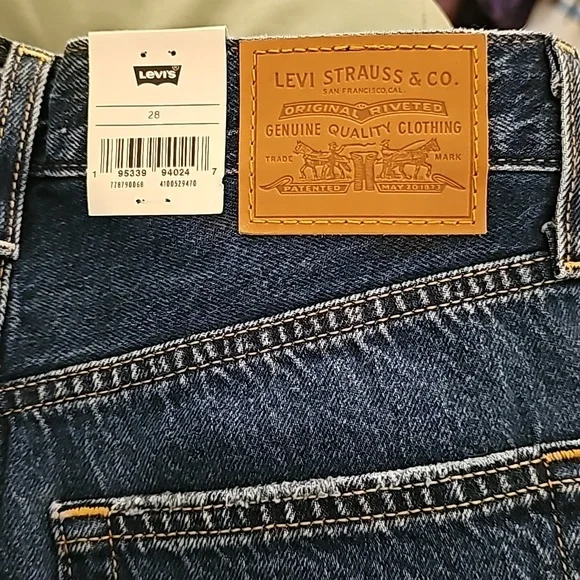 LEVI'S
28
1 95339 94024 7
778790068 4100529470
LEVI STRAUSS & CO.
SAN FRANCISCO, CAL.
ORIGINAL RIVETED
GENUINE QUALITY CLOTHING
TRADE MARK
PATENTED MAY 20 1873